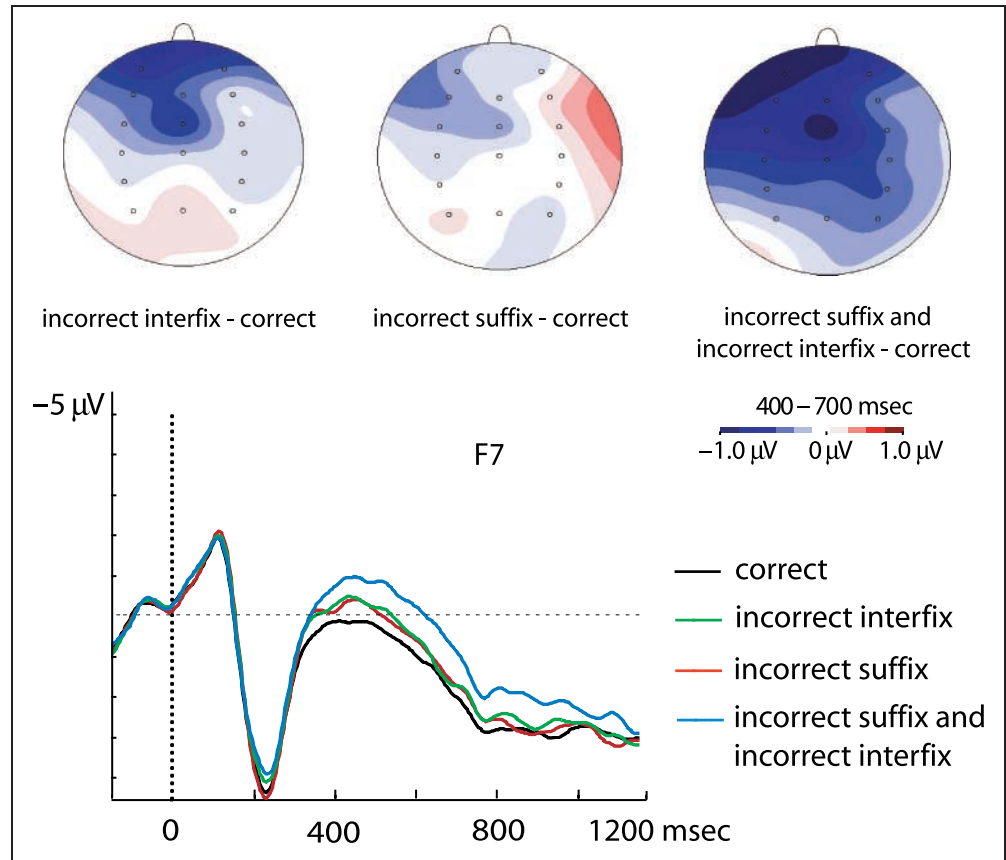 incorrect interfix - correct
incorrect suffix - correct
incorrect suffix and
incorrect interfix - correct
400 – 700 msec
−1.0 µV 0 µV 1.0 µV
−5 µV
F7
correct
incorrect interfix
incorrect suffix
incorrect suffix and
incorrect interfix
0 400 800 1200 msec